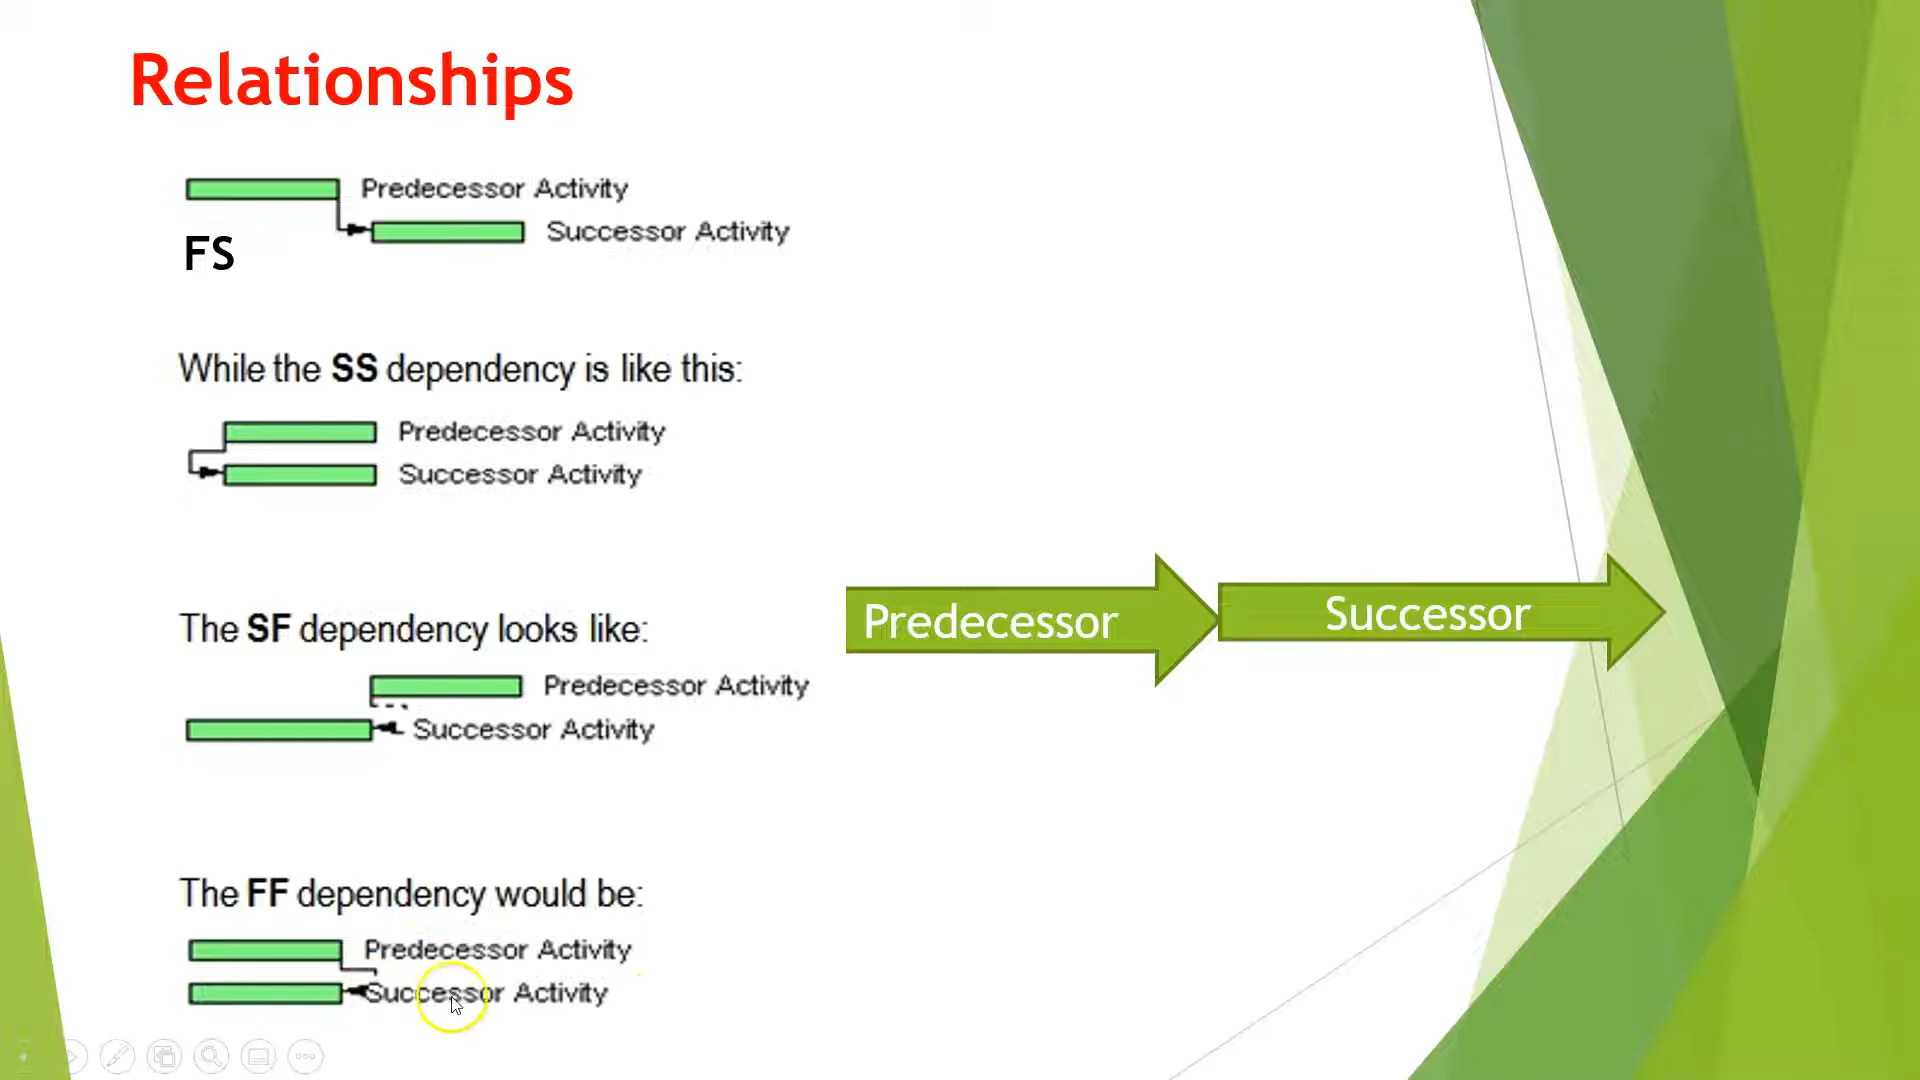 Relationships
Predecessor Activity
Successor Activity
FS
While the SS dependency is like this:
Predecessor Activity
Successor Activity
The SF dependency looks like:
Predecessor Activity
Successor Activity
Predecessor
Successor
The FF dependency would be:
Predecessor Activity
Successor Activity